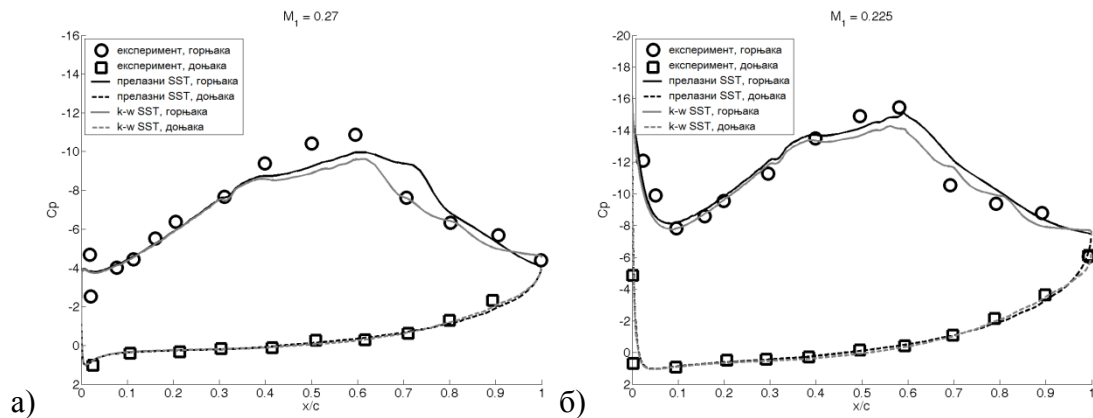 M1 = 0.27
-16
-14
-12
-10
-8
-6
-4
-2
0
2
Cp
експеримент, горњака
експеримент, доњака
прелазни SST, горњака
прелазни SST, доњака
k-w SST, горњака
k-w SST, доњака
0 0.1 0.2 0.3 0.4 0.5 0.6 0.7 0.8 0.9 1
x/c
а)
M1 = 0.225
-20
-18
-16
-14
-12
-10
-8
-6
-4
-2
0
2
Cp
експеримент, горњака
експеримент, доњака
прелазни SST, горњака
прелазни SST, доњака
k-w SST, горњака
k-w SST, доњака
0 0.1 0.2 0.3 0.4 0.5 0.6 0.7 0.8 0.9 1
x/c
б)